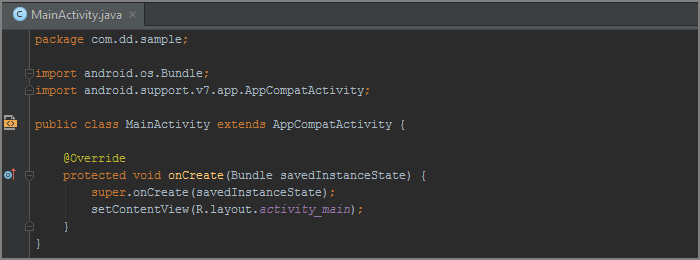 MainActivity.java
package com.dd.sample;
import android.os.Bundle;
import android.support.v7.app.AppCompatActivity;
public class MainActivity extends AppCompatActivity {
@Override
protected void onCreate(Bundle savedInstanceState) {
super.onCreate(savedInstanceState);
setContentView(R.layout.activity_main);
}
}